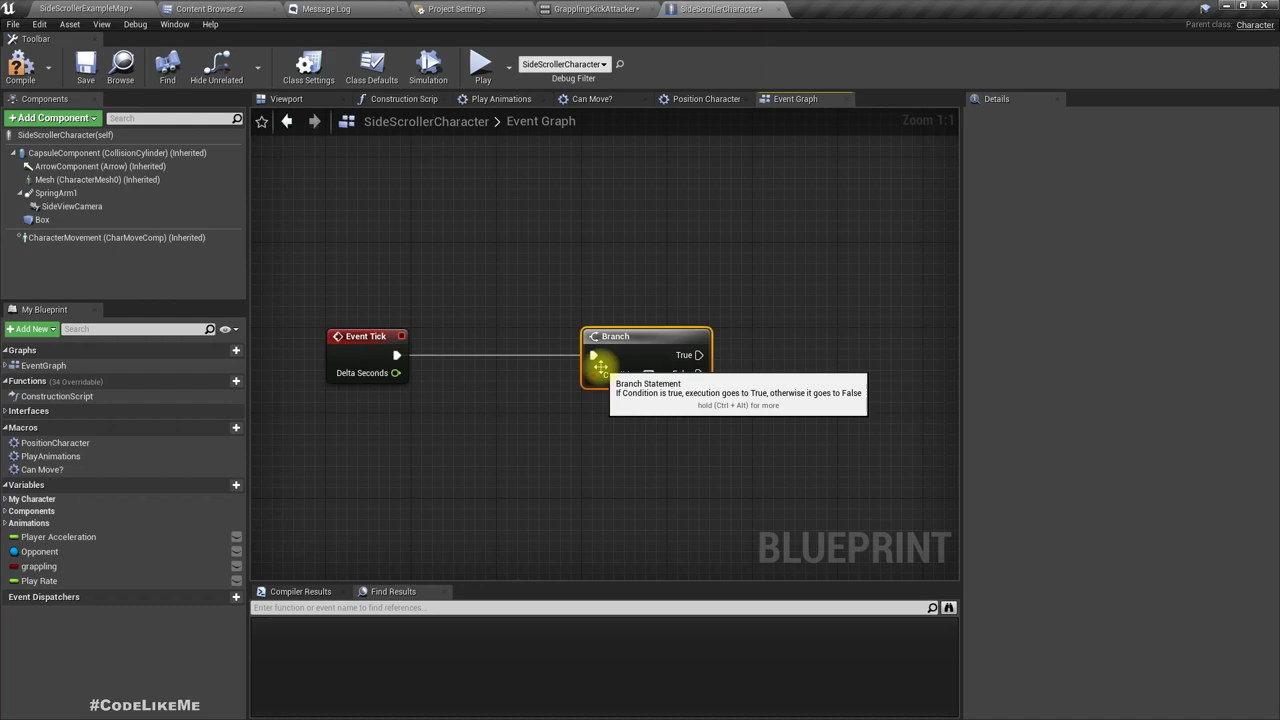 SideScrollerExampleMap*
Content Browser 2
Message Log
Project Settings
GrapplingKickAttacker*
SideScrollerCharacter*
File Edit Asset View Debug Window Help
Parent class: Character
Toolbar
Compile
Save
Browse
Find
Hide Unrelated
Class Settings
Class Defaults
Simulation
Play
SideScrollerCharacter
Debug Filter
Components
+Add Component
Search
SideScrollerCharacter(self)
CapsuleComponent (CollisionCylinder) (Inherited)
ArrowComponent (Arrow) (Inherited)
Mesh (CharacterMesh0) (Inherited)
SpringArm1
SideViewCamera
Box
CharacterMovement (CharMoveComp) (Inherited)
My Blueprint
+Add New
Search
Graphs
EventGraph
Functions (34 Overridable)
ConstructionScript
Interfaces
Macros
PositionCharacter
PlayAnimations
Can Move?
Variables
My Character
Components
Animations
Player Acceleration
Opponent
grappling
Play Rate
Event Dispatchers
Viewport
Construction Scrip
Play Animations
Can Move?
Position Character
Event Graph
SideScrollerCharacter > Event Graph
Zoom 1:1
Event Tick
Delta Seconds
Branch
True
Branch Statement
If Condition is true, execution goes to True, otherwise it goes to False
hold (Ctrl + Alt) for more
BLUEPRINT
Compiler Results
Find Results
Enter function or event name to find references...
Details
#CodeLikeMe